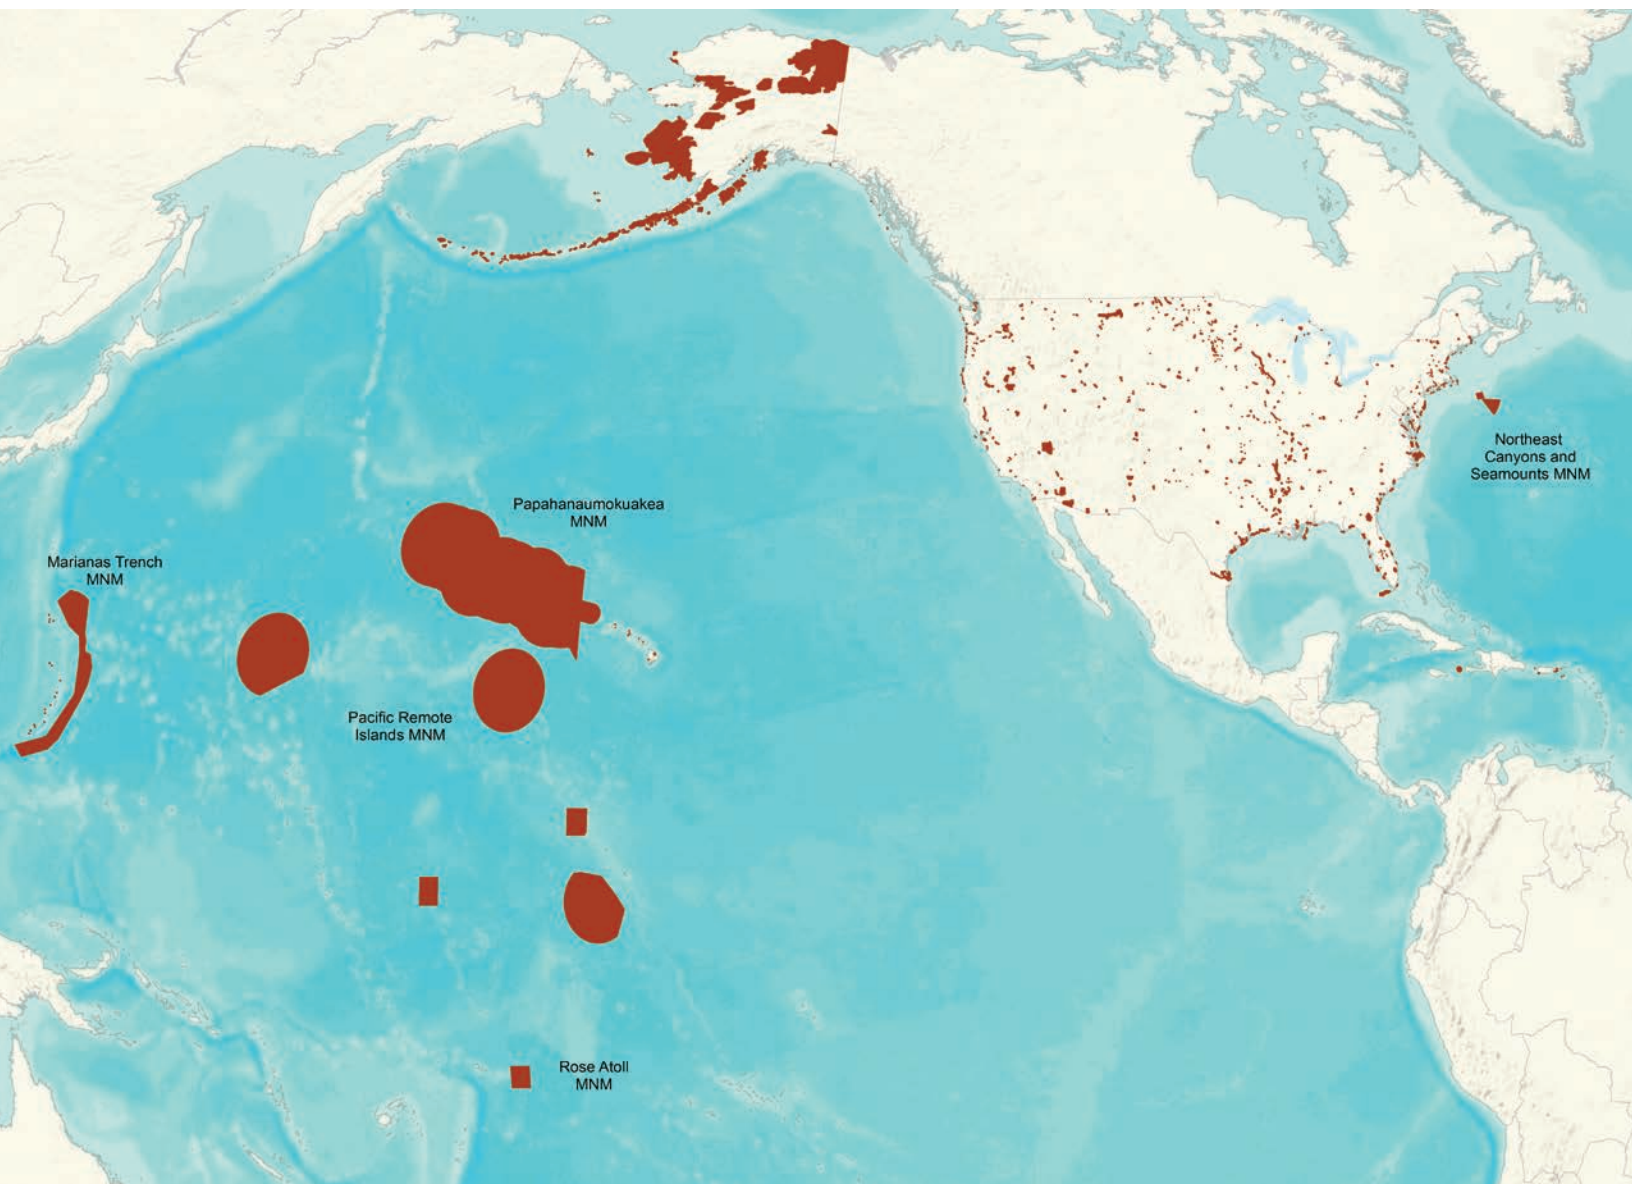 Northeast
Canyons and
Seamounts MNM
Papahanaumokuakea
MNM
Marianas Trench
MNM
Pacific Remote
Islands MNM
Rose Atoll
MNM